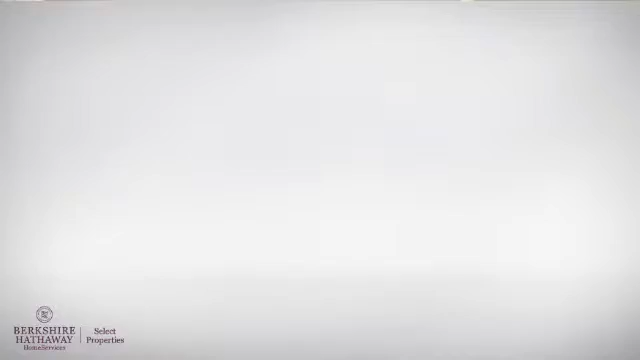 BERKSHIRE
HATHAWAY
HomeServices
Select
Properties